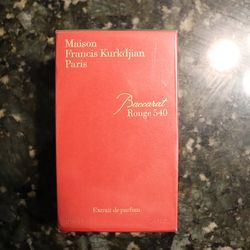 Maison
Francis Kurkdjian
Paris
Baccarat
Rouge 540
Extrait de parfum